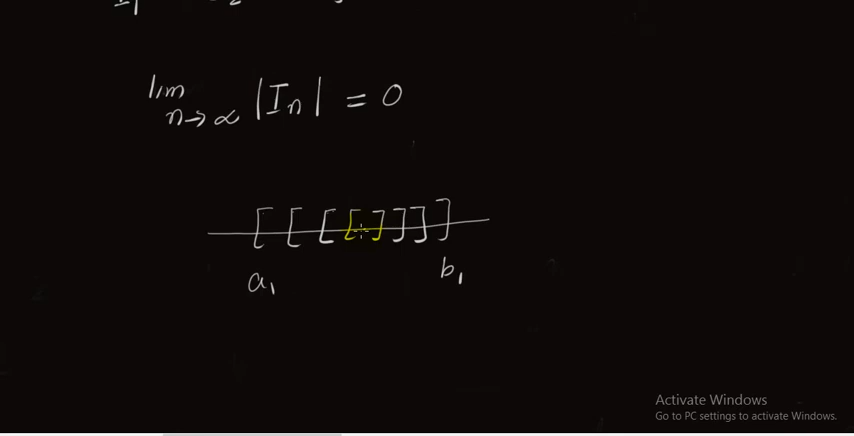 lim n→∞ |In| = 0
[ [ [ [ ] ] ] ]
a1 b1
Activate Windows
Go to PC settings to activate Windows.